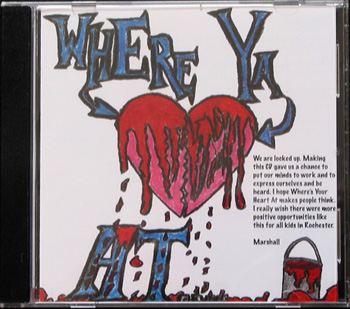 WHERE YA
AT
We are locked up. Making
this CD gave us a chance to
put our minds to work and to
express ourselves and be
heard. I hope Where's Your
Heart At makes people think.
I really wish there were more
positive opportunities like
this for all kids in Rochester.
Marshall